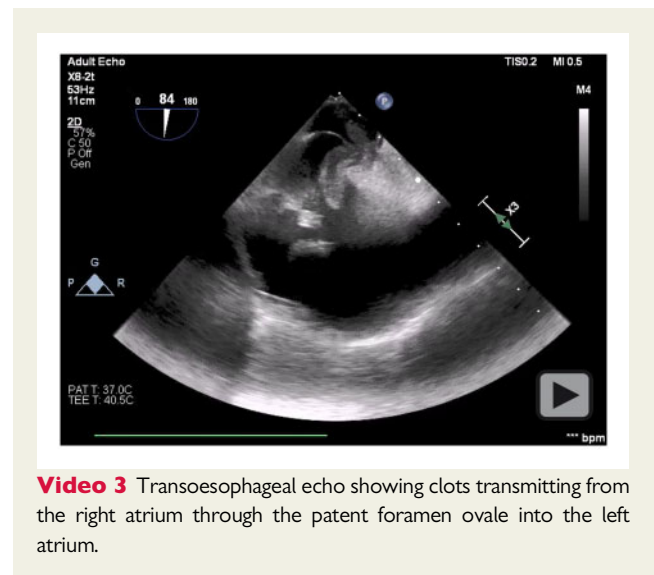 Adult Echo
X8-2t
53Hz
11cm
2D
57%
C 50
P Off
Gen
0 84 180
P
TIS0.2 MI 0.5
M4
X3
G
P R
PAT T: 37.0C
TEE T: 40.5C
*** bpm
Video 3 Transoesophageal echo showing clots transmitting from
the right atrium through the patent foramen ovale into the left
atrium.